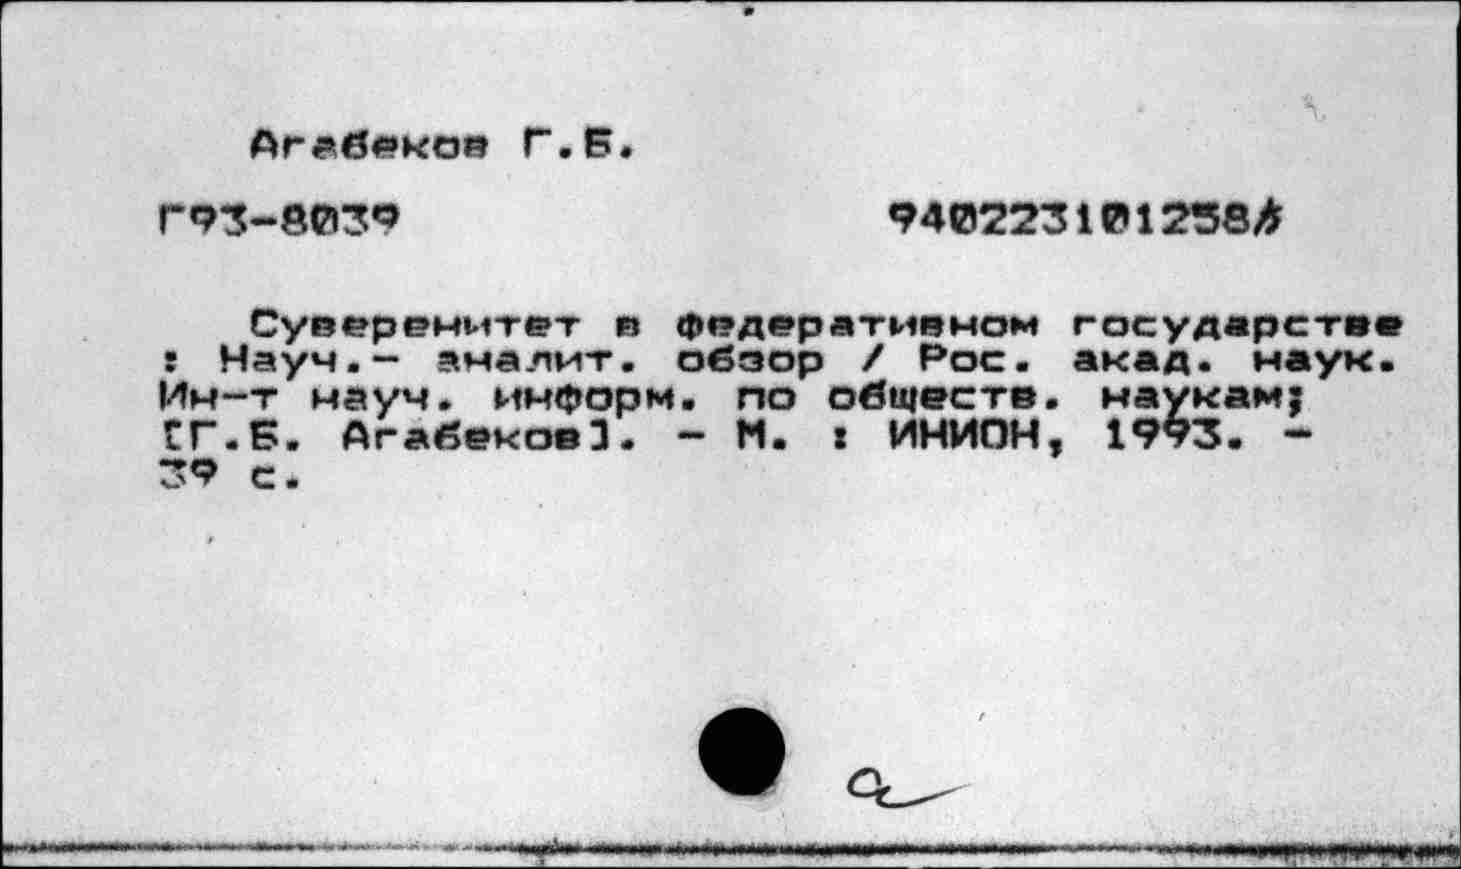 Агабеков Г.Б.
Г93-8039 940223101258
Суверенитет в федеративном государстве
: Науч.- аналит. обзор / Рос. акад. наук.
Ин-т науч. информ. по обществ. наукам;
[Г.Б. Агабеков]. - М. : ИНИОН, 1993. -
39 с.